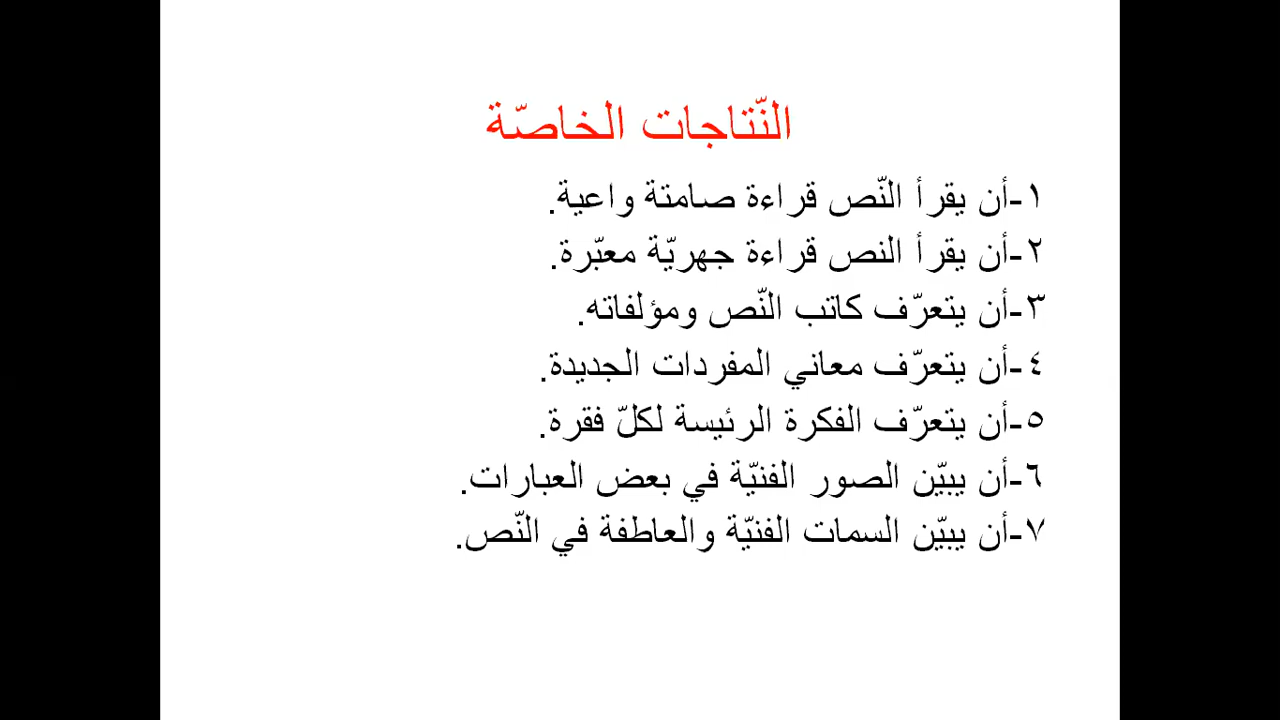 النّتاجات الخاصّة
١-أن يقرأ النّص قراءة صامتة واعية.
٢-أن يقرأ النص قراءة جهريّة معبّرة.
٣-أن يتعرّف كاتب النّص ومؤلفاته.
٤-أن يتعرّف معاني المفردات الجديدة.
٥-أن يتعرّف الفكرة الرئيسة لكلّ فقرة.
٦-أن يبيّن الصور الفنيّة في بعض العبارات.
٧-أن يبيّن السمات الفنيّة والعاطفة في النّص.